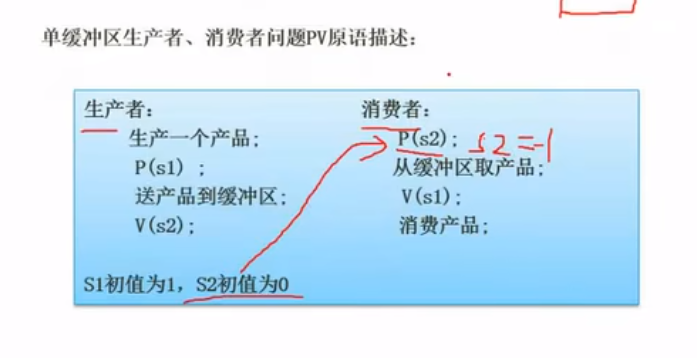 单缓冲区生产者、消费者问题PV原语描述：
生产者：
生产一个产品；
P(s1) ;
送产品到缓冲区；
V(s2);
消费者：
P(s2); s2=-1
从缓冲区取产品；
V(s1);
消费产品；
S1初值为1，S2初值为0